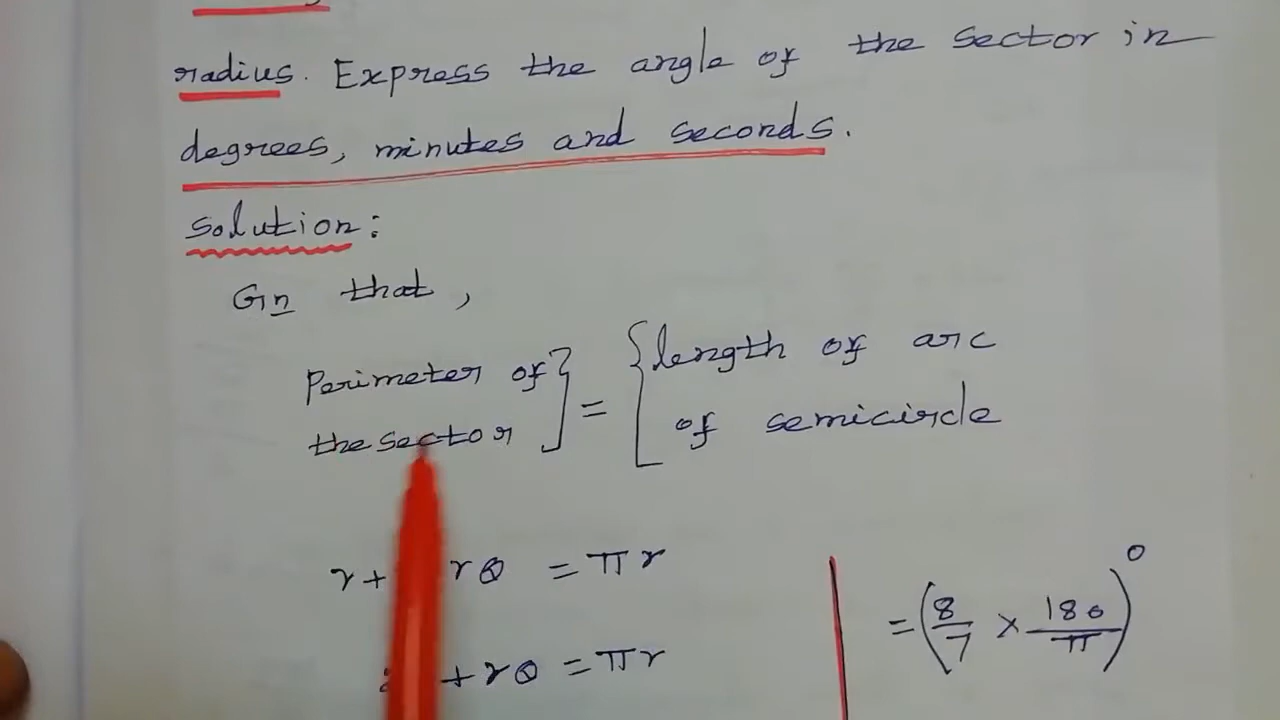 radius. Express the angle of the sector in
degrees, minutes and seconds.
Solution:
Gn that,
Perimeter of } = { length of arc
the sector of semicircle
r+ rθ = πr
+ rθ = πr
= (8/7 × 180/π)°